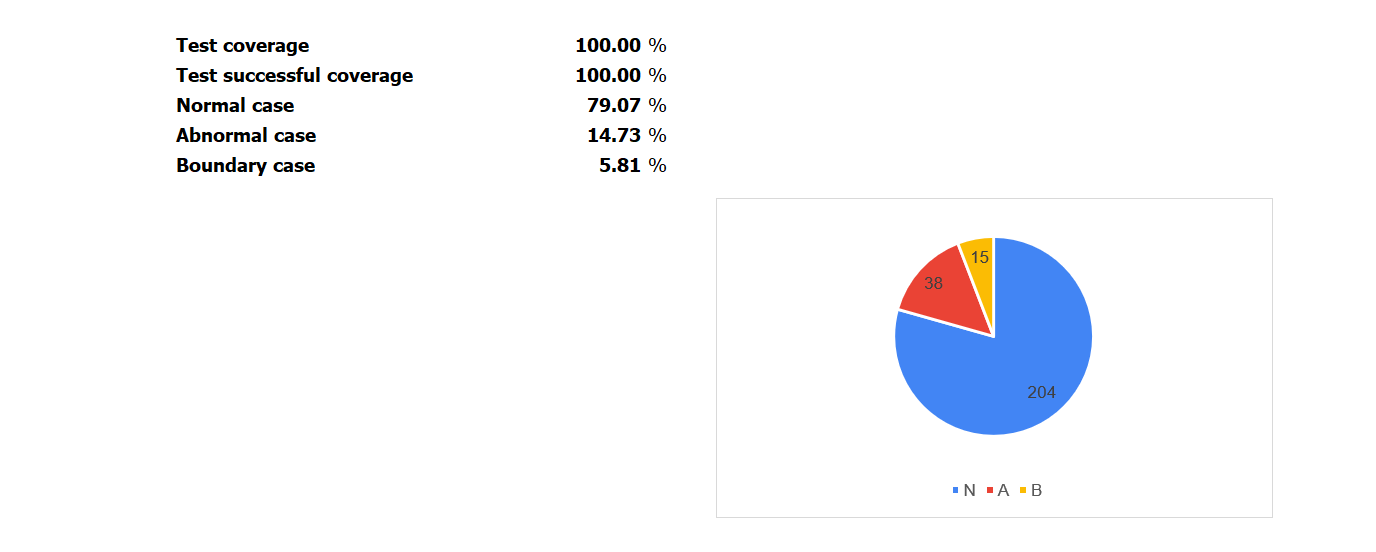 Test coverage 100.00 %
Test successful coverage 100.00 %
Normal case 79.07 %
Abnormal case 14.73 %
Boundary case 5.81 %
15
38
204
N A B